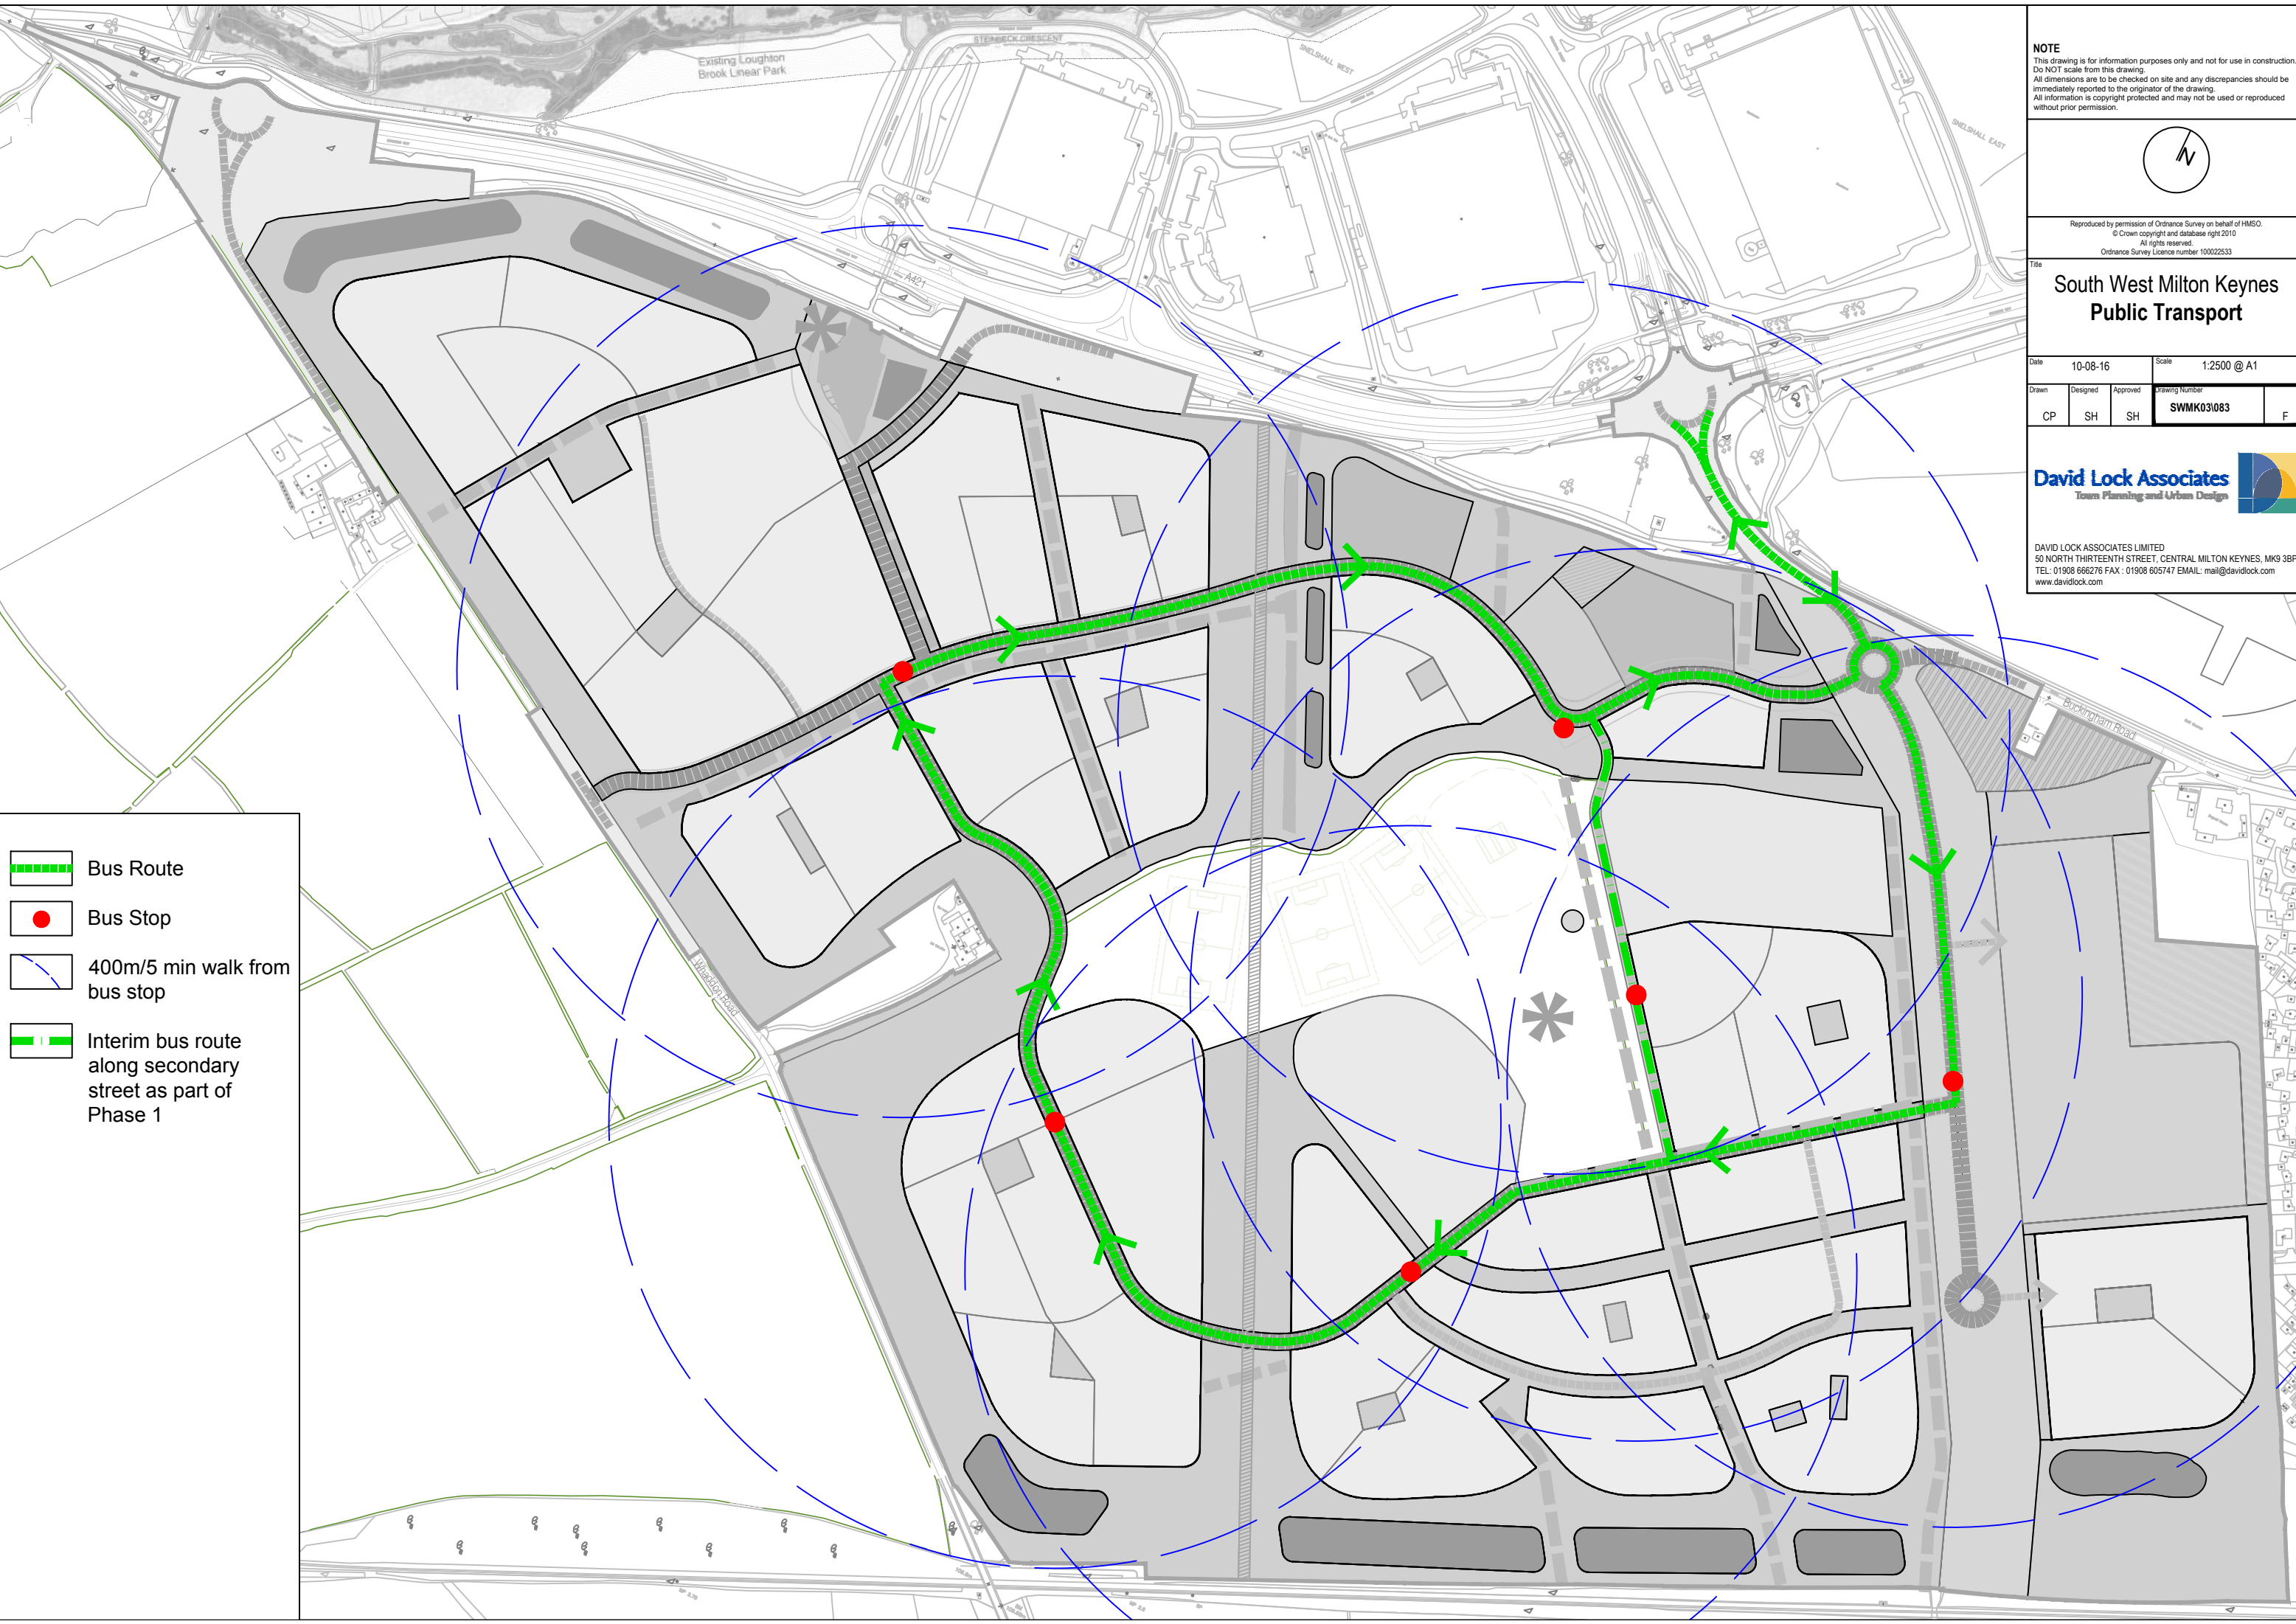 STEINBECK CRESCENT
Existing Loughton
Brook Linear Park
SNELSHALL WEST
SNELSHALL EAST
A421
Buckingham Road
Whaddon Road
NOTE
This drawing is for information purposes only and not for use in construction.
Do NOT scale from this drawing.
All dimensions are to be checked on site and any discrepancies should be
immediately reported to the originator of the drawing.
All information is copyright protected and may not be used or reproduced
without prior permission.
N
Reproduced by permission of Ordnance Survey on behalf of HMSO.
© Crown copyright and database right 2010
All rights reserved.
Ordnance Survey Licence number 100022533
Title
South West Milton Keynes
Public Transport
Date 10-08-16 Scale 1:2500 @ A1
Drawn Designed Approved Drawing Number
CP SH SH SWMK03\083 F
David Lock Associates
Town Planning and Urban Design
DAVID LOCK ASSOCIATES LIMITED
50 NORTH THIRTEENTH STREET, CENTRAL MILTON KEYNES, MK9 3BP
TEL: 01908 666276 FAX : 01908 605747 EMAIL: mail@davidlock.com
www.davidlock.com
Bus Route
Bus Stop
400m/5 min walk from
bus stop
Interim bus route
along secondary
street as part of
Phase 1